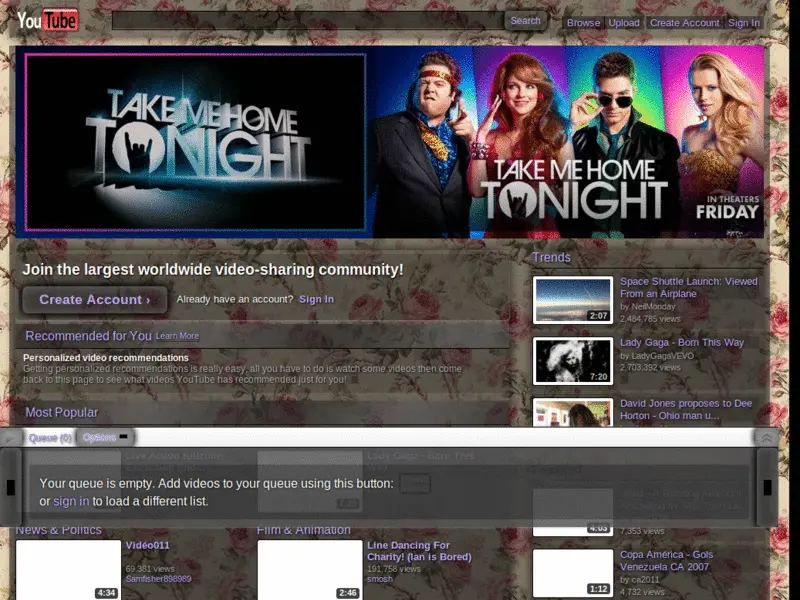 YouTube
Search
Browse Upload Create Account Sign In
TAKE ME HOME
TONIGHT
TAKE ME HOME
TONIGHT
IN THEATERS
FRIDAY
Join the largest worldwide video-sharing community!
Create Account ›
Already have an account? Sign In
Recommended for You Learn More
Personalized video recommendations
Getting personalized recommendations is really easy, all you have to do is watch some videos then come
back to this page to see what videos YouTube has recommended just for you!
Most Popular
Trends
2:07
Space Shuttle Launch: Viewed
From an Airplane
by NeilMonday
2,484,785 views
7:20
Lady Gaga - Born This Way
by LadyGagaVEVO
2,703,392 views
David Jones proposes to Dee
Horton - Ohio man u...
Queue (0) Options
Your queue is empty. Add videos to your queue using this button:
or sign in to load a different list.
4:03
7,353 views
News & Politics
4:34
Vidéo011
69,381 views
Samfisher898989
Film & Animation
2:46
Line Dancing For
Charity! (Ian is Bored)
191,758 views
smosh
1:12
Copa América - Gols
Venezuela CA 2007
by ca2011
4,732 views